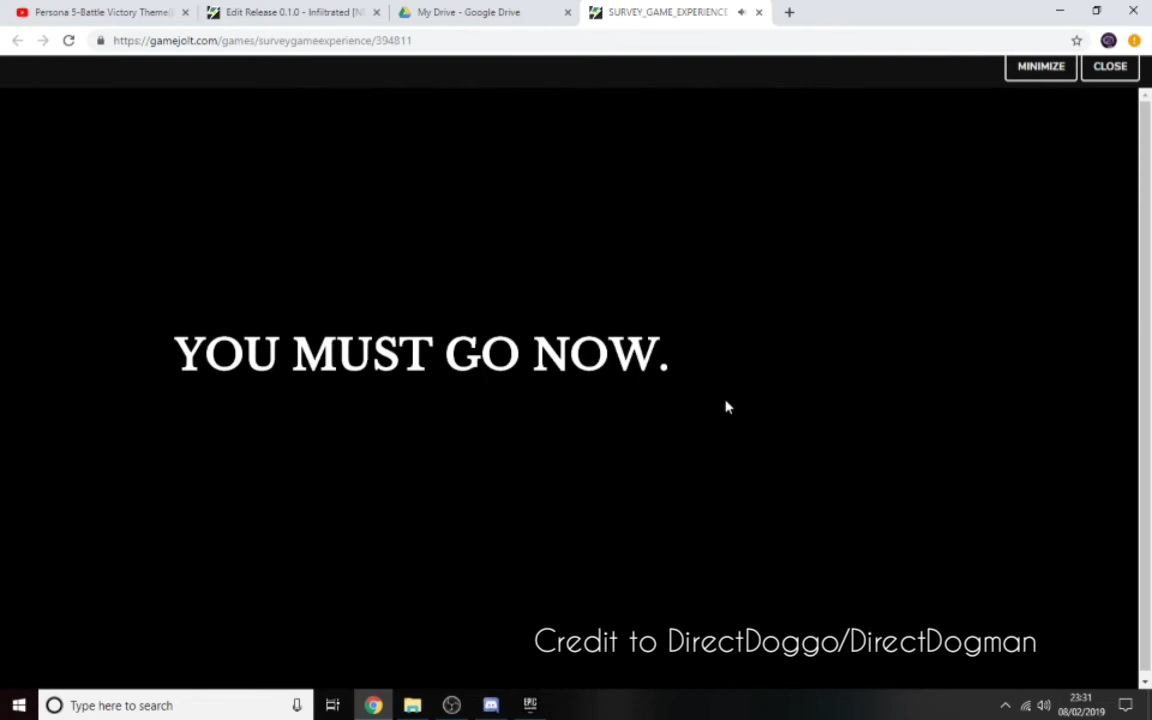 Persona 5-Battle Victory Theme
Edit Release 0.1.0 - Infiltrated [N
My Drive - Google Drive
SURVEY_GAME_EXPERIENCE
https://gamejolt.com/games/surveygameexperience/394811
MINIMIZE
CLOSE
YOU MUST GO NOW.
Credit to DirectDoggo/DirectDogman
Type here to search
EPIC
23:31
08/02/2019